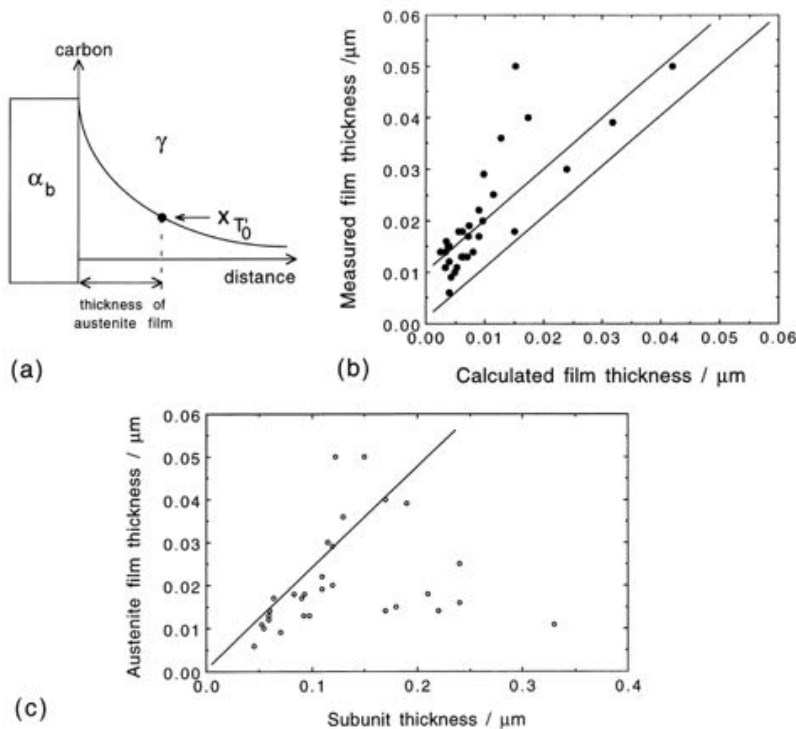 carbon
γ
αb
X T'0
distance
thickness of
austenite film
(a)
Measured film thickness /μm
0.06
0.05
0.04
0.03
0.02
0.01
0.00
0.00 0.01 0.02 0.03 0.04 0.05 0.06
Calculated film thickness / μm
(b)
Austenite film thickness / μm
0.06
0.05
0.04
0.03
0.02
0.01
0.00
0.0 0.1 0.2 0.3 0.4
Subunit thickness / μm
(c)